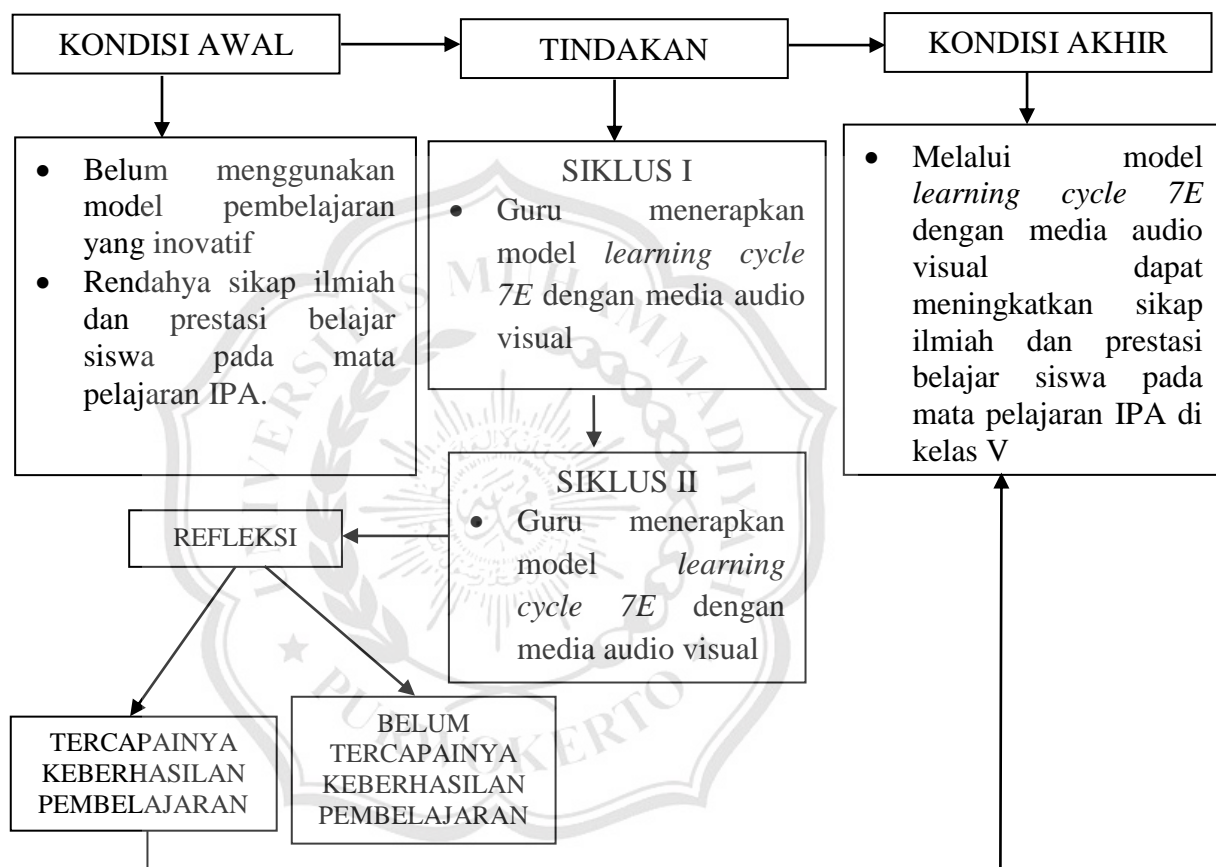 KONDISI AWAL
TINDAKAN
KONDISI AKHIR
• Belum menggunakan
model pembelajaran
yang inovatif
• Rendahya sikap ilmiah
dan prestasi belajar
siswa pada mata
pelajaran IPA.
SIKLUS I
• Guru menerapkan
model learning cycle
7E dengan media audio
visual
• Melalui model
learning cycle 7E
dengan media audio
visual dapat
meningkatkan sikap
ilmiah dan prestasi
belajar siswa pada
mata pelajaran IPA di
kelas V
SIKLUS II
• Guru menerapkan
model learning
cycle 7E dengan
media audio visual
REFLEKSI
TERCAPAINYA
KEBERHASILAN
PEMBELAJARAN
BELUM
TERCAPAINYA
KEBERHASILAN
PEMBELAJARAN
UNIVERSITAS MUHAMMADIYAH
PURWOKERTO